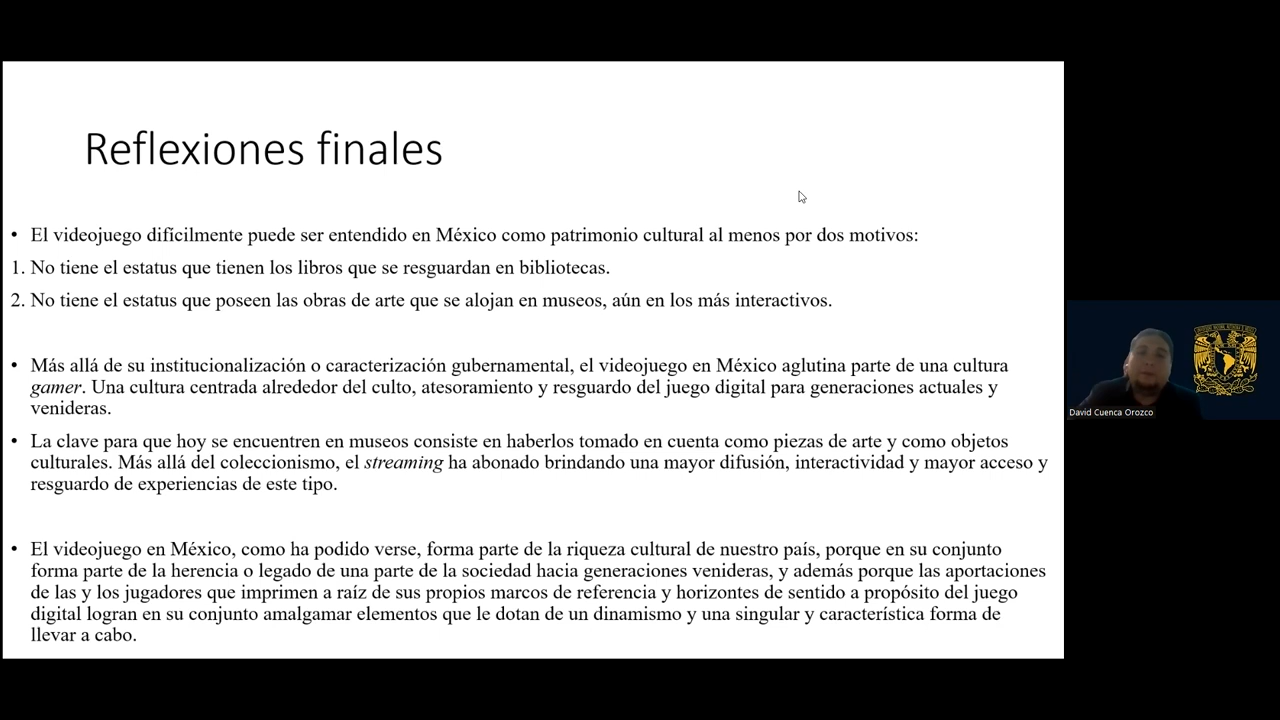 Reflexiones finales
• El videojuego difícilmente puede ser entendido en México como patrimonio cultural al menos por dos motivos:
1. No tiene el estatus que tienen los libros que se resguardan en bibliotecas.
2. No tiene el estatus que poseen las obras de arte que se alojan en museos, aún en los más interactivos.
• Más allá de su institucionalización o caracterización gubernamental, el videojuego en México aglutina parte de una cultura
gamer. Una cultura centrada alrededor del culto, atesoramiento y resguardo del juego digital para generaciones actuales y
venideras.
• La clave para que hoy se encuentren en museos consiste en haberlos tomado en cuenta como piezas de arte y como objetos
culturales. Más allá del coleccionismo, el streaming ha abonado brindando una mayor difusión, interactividad y mayor acceso y
resguardo de experiencias de este tipo.
• El videojuego en México, como ha podido verse, forma parte de la riqueza cultural de nuestro país, porque en su conjunto
forma parte de la herencia o legado de una parte de la sociedad hacia generaciones venideras, y además porque las aportaciones
de las y los jugadores que imprimen a raíz de sus propios marcos de referencia y horizontes de sentido a propósito del juego
digital logran en su conjunto amalgamar elementos que le dotan de un dinamismo y una singular y característica forma de
llevar a cabo.
David Cuenca Orozco